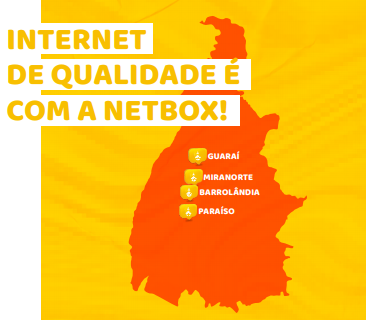 INTERNET
DE QUALIDADE É
COM A NETBOX!
GUARAÍ
MIRANORTE
BARROLÂNDIA
PARAÍSO